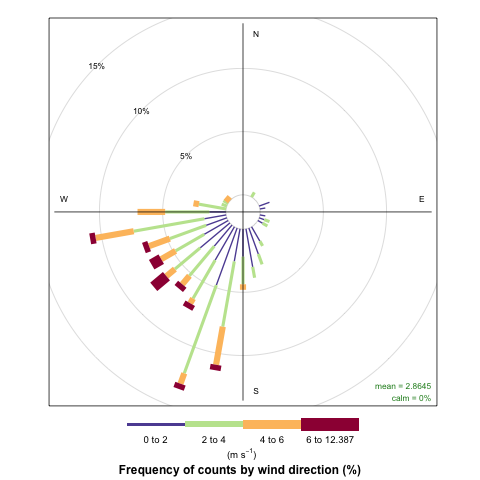 N
15%
10%
5%
W
E
S
mean = 2.8645
calm = 0%
0 to 2
2 to 4
4 to 6
6 to 12.387
(m s⁻¹)
Frequency of counts by wind direction (%)